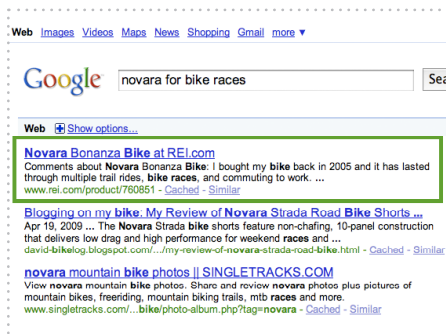 Web Images Videos Maps News Shopping Gmail more ▼
Google novara for bike races Sea
Web + Show options...
Novara Bonanza Bike at REI.com
Comments about Novara Bonanza Bike: I bought my bike back in 2005 and it has lasted
through multiple trail rides, bike races, and commuting to work. ...
www.rei.com/product/760851 - Cached - Similar
Blogging on my bike: My Review of Novara Strada Road Bike Shorts ...
Apr 19, 2009 ... The Novara Strada bike shorts feature non-chafing, 10-panel construction
that delivers low drag and high performance for weekend races and ...
david-bikelog.blogspot.com/.../my-review-of-novara-strada-road-bike.html - Cached - Similar
novara mountain bike photos || SINGLETRACKS.COM
View novara mountain bike photos. Share and review novara photos plus pictures of
mountain bikes, freeriding, mountain biking trails, mtb races and more.
www.singletracks.com/...bike/photo-album.php?tag=novara - Cached - Similar